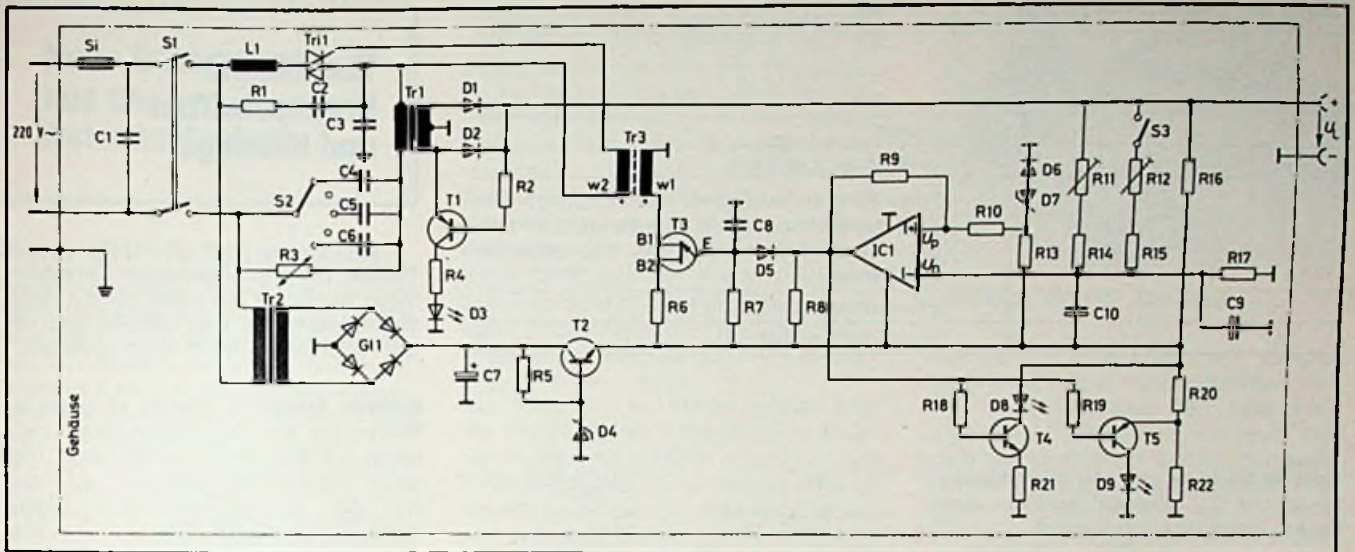 Si
S1
L1
Tri1
R1
C2
C3
Tr1
D1
D2
220 V~
C1
S2
C4
C5
C6
R3
T1
R2
R4
D3
Tr2
Gl1
C7
R5
T2
D4
Tr3
w2
w1
B1
B2
T3
E
C8
D5
R6
R7
R8
R9
IC1
Up
Un
R10
D6
D7
R13
R11
R14
S3
R12
R15
R16
R17
C9
C10
R18
D8
T4
R21
R19
T5
D9
R20
R22
+
−
Gehäuse